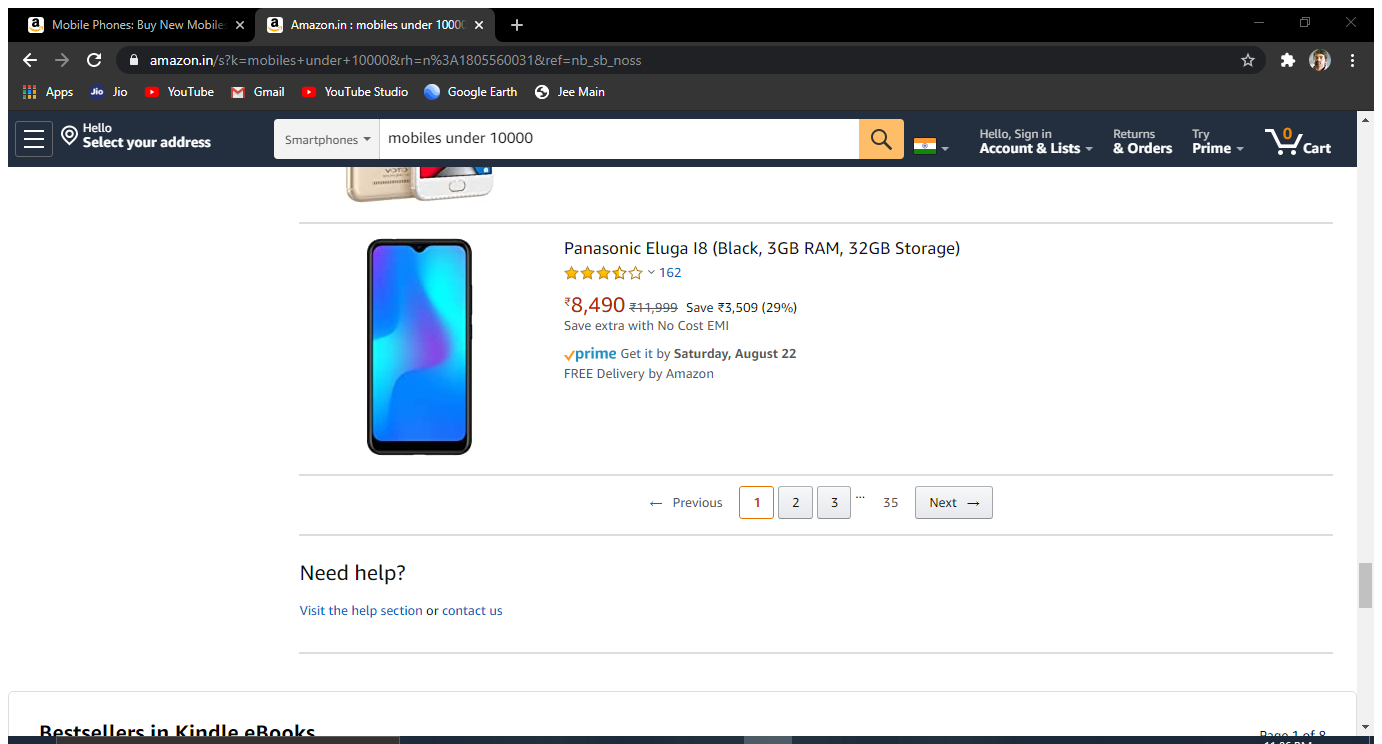 Mobile Phones: Buy New Mobile
Amazon.in : mobiles under 10000
amazon.in/s?k=mobiles+under+10000&rh=n%3A1805560031&ref=nb_sb_noss
Apps Jio Jio YouTube Gmail YouTube Studio Google Earth Jee Main
Hello
Select your address
Smartphones
mobiles under 10000
Hello, Sign in
Account & Lists
Returns
& Orders
Try
Prime
0
Cart
VOTO
Panasonic Eluga I8 (Black, 3GB RAM, 32GB Storage)
162
₹8,490 ₹11,999 Save ₹3,509 (29%)
Save extra with No Cost EMI
prime Get it by Saturday, August 22
FREE Delivery by Amazon
← Previous 1 2 3 ... 35 Next →
Need help?
Visit the help section or contact us
Bestsellers in Kindle eBooks
Page 1 of 8